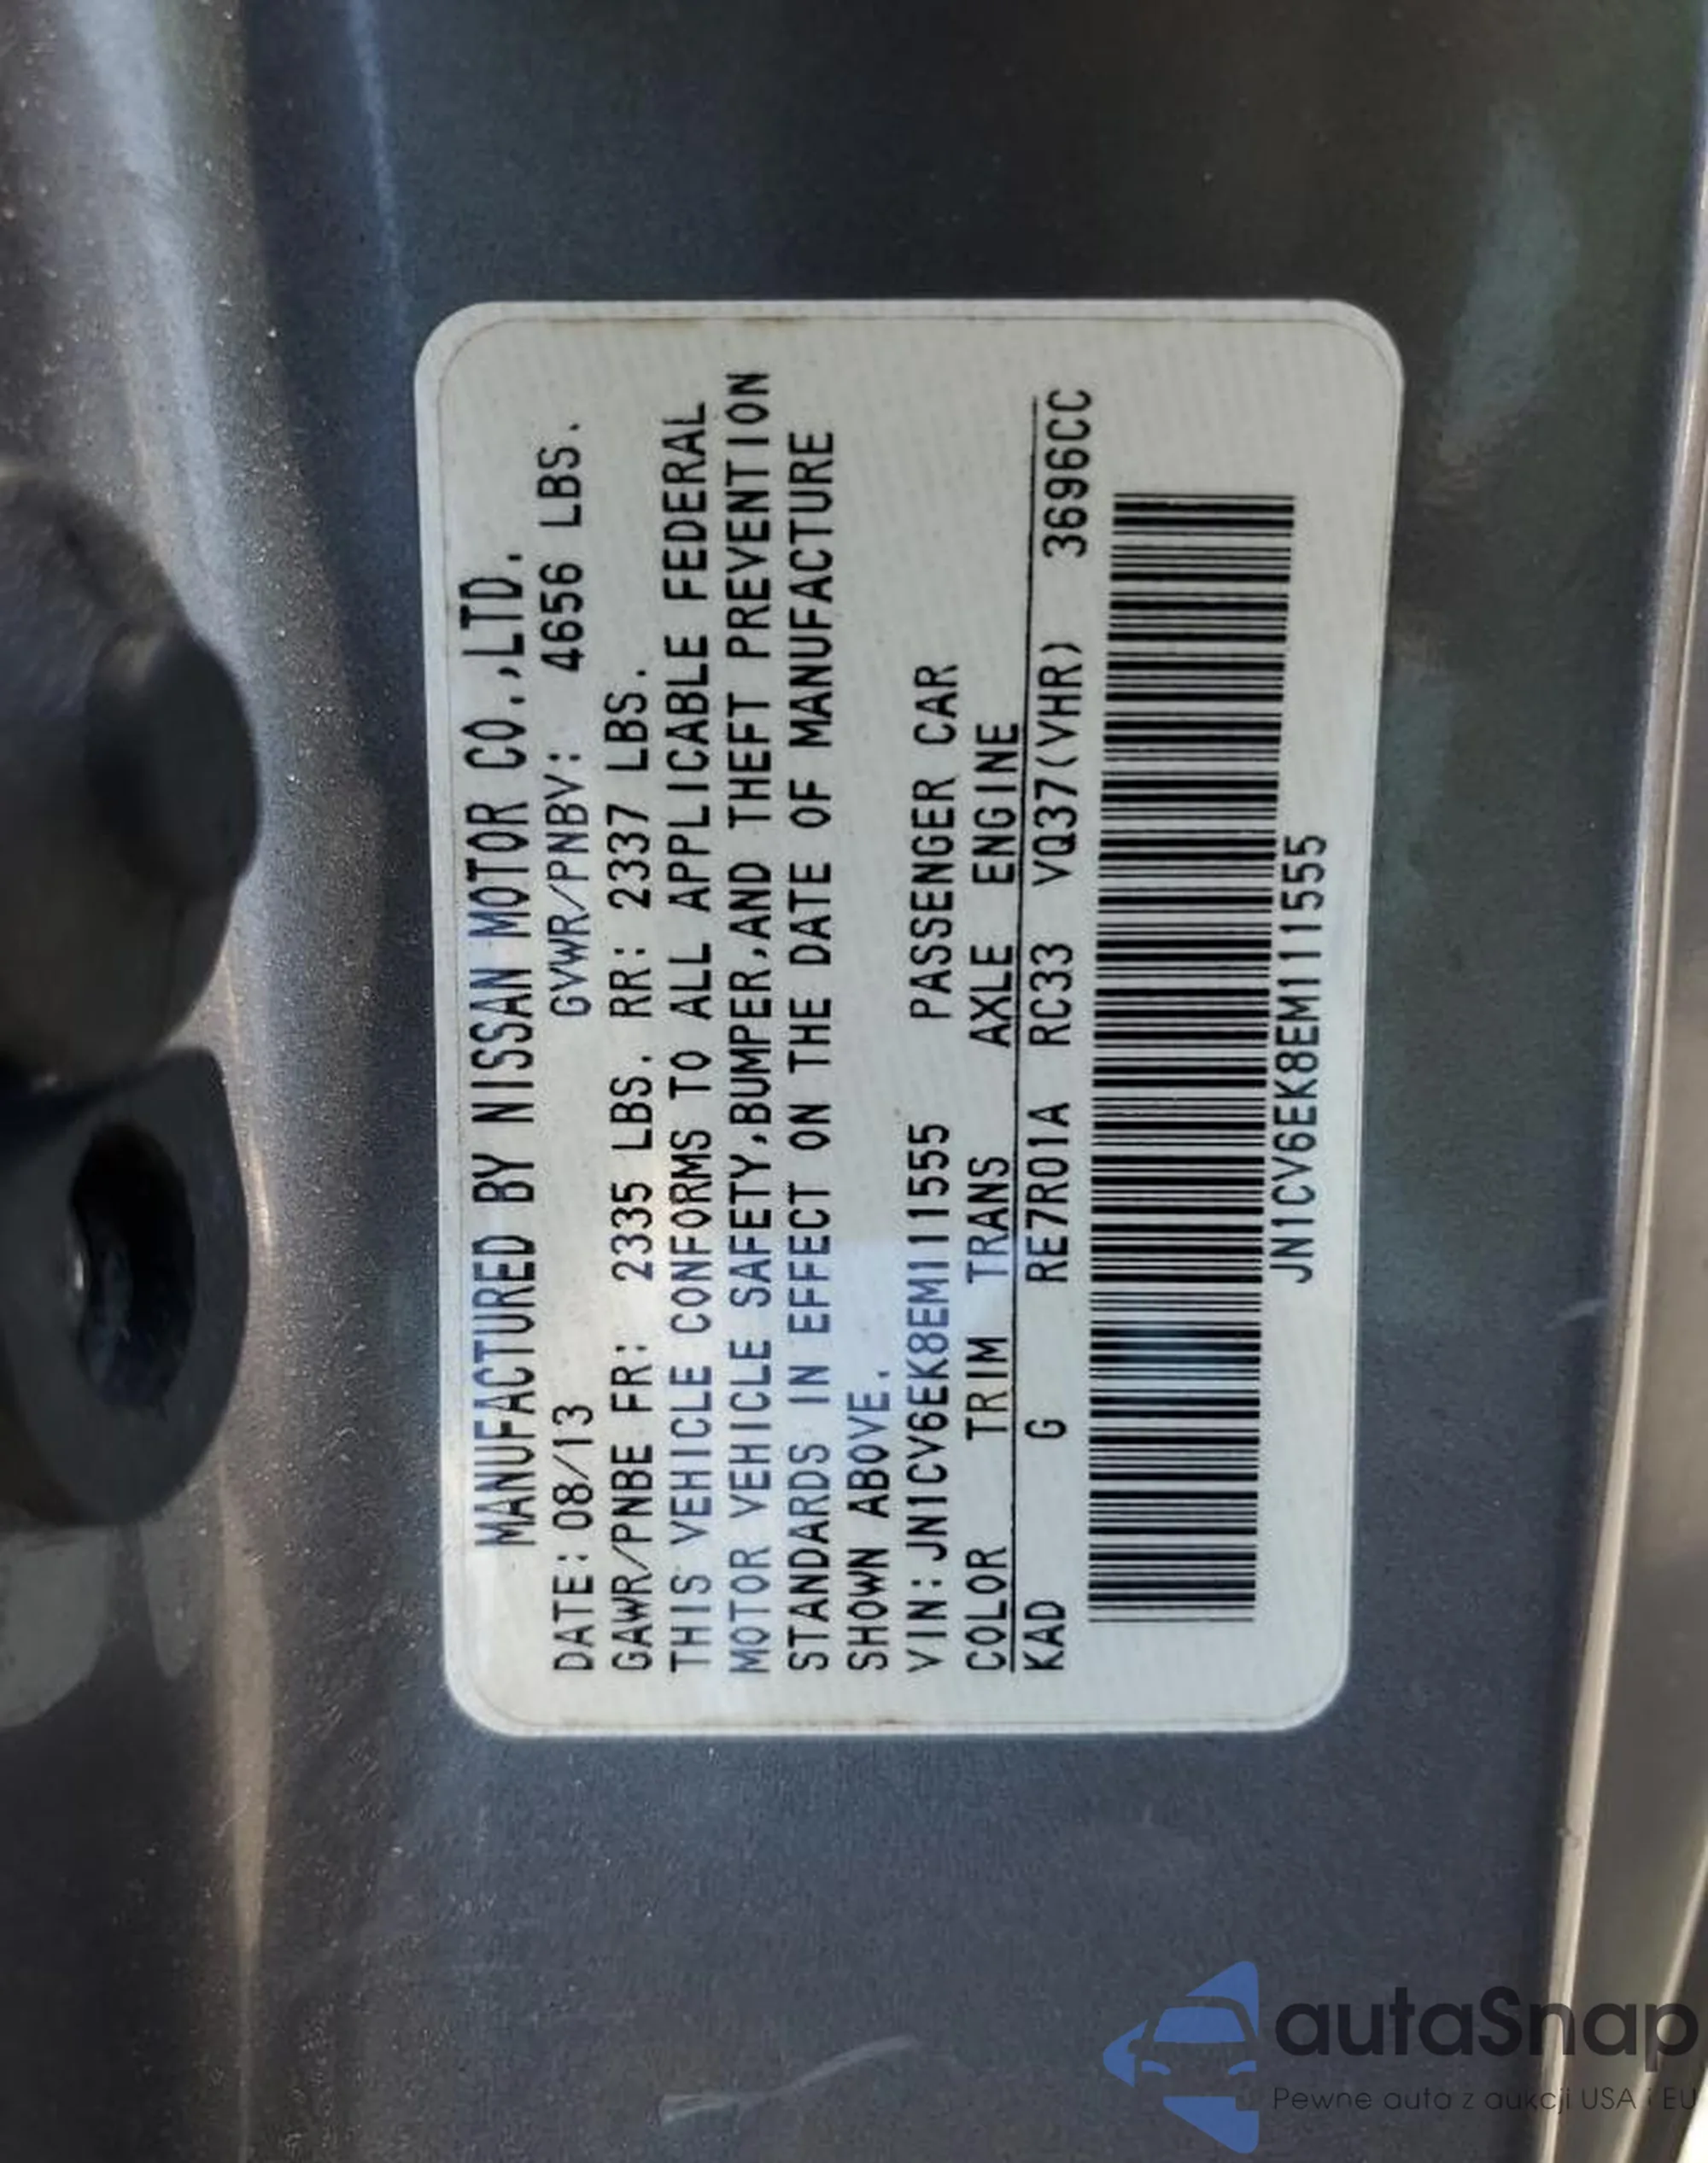 MANUFACTURED BY NISSAN MOTOR CO.,LTD.
DATE:08/13 GVWR/PNBV: 4656 LBS.
GAWR/PNBE FR: 2335 LBS. RR: 2337 LBS.
THIS VEHICLE CONFORMS TO ALL APPLICABLE FEDERAL
MOTOR VEHICLE SAFETY,BUMPER,AND THEFT PREVENTION
STANDARDS IN EFFECT ON THE DATE OF MANUFACTURE
SHOWN ABOVE.
VIN:JN1CV6EK8EM111555 PASSENGER CAR
COLOR TRIM TRANS AXLE ENGINE
KAD G RE7R01A RC33 VQ37(VHR) 3696CC
JN1CV6EK8EM111555
autaSnap
Pewne auta z aukcji USA i EU